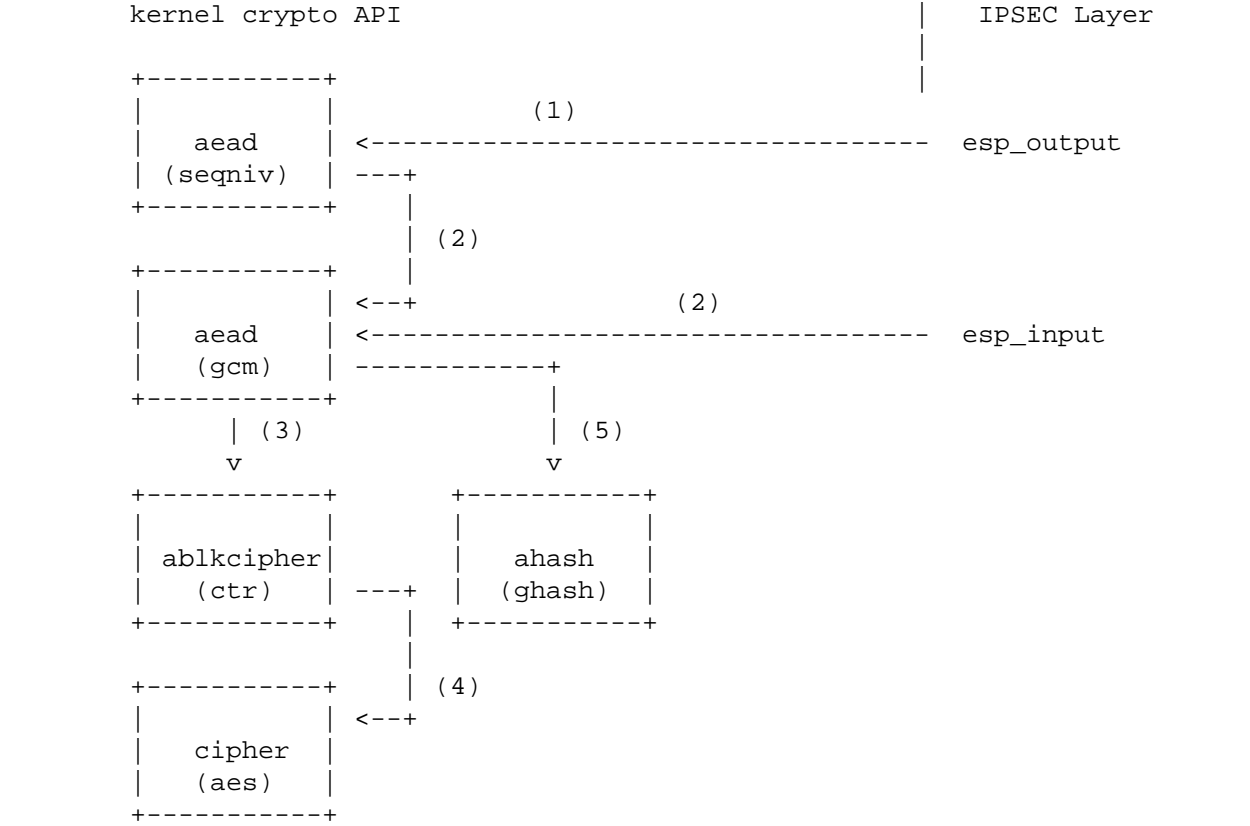 kernel crypto API | IPSEC Layer
(1)
aead <----------------------------------- esp_output
(seqniv) ---+
(2)
<--+ (2)
aead <----------------------------------- esp_input
(gcm) ------------+
(3) (5)
v v
ablkcipher ahash
(ctr) ---+ (ghash)
(4)
<--+
cipher
(aes)